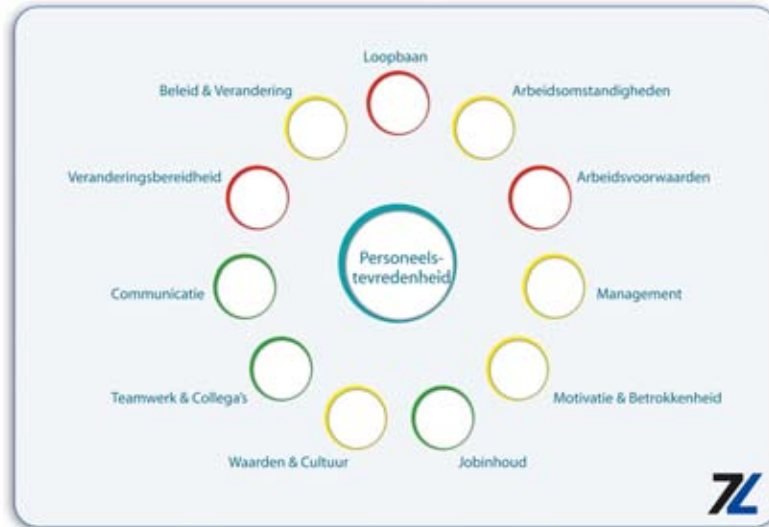 Loopbaan
Beleid & Verandering
Arbeidsomstandigheden
Veranderingsbereidheid
Arbeidsvoorwaarden
Personeels-
tevredenheid
Communicatie
Management
Teamwerk & Collega's
Motivatie & Betrokkenheid
Waarden & Cultuur
Jobinhoud